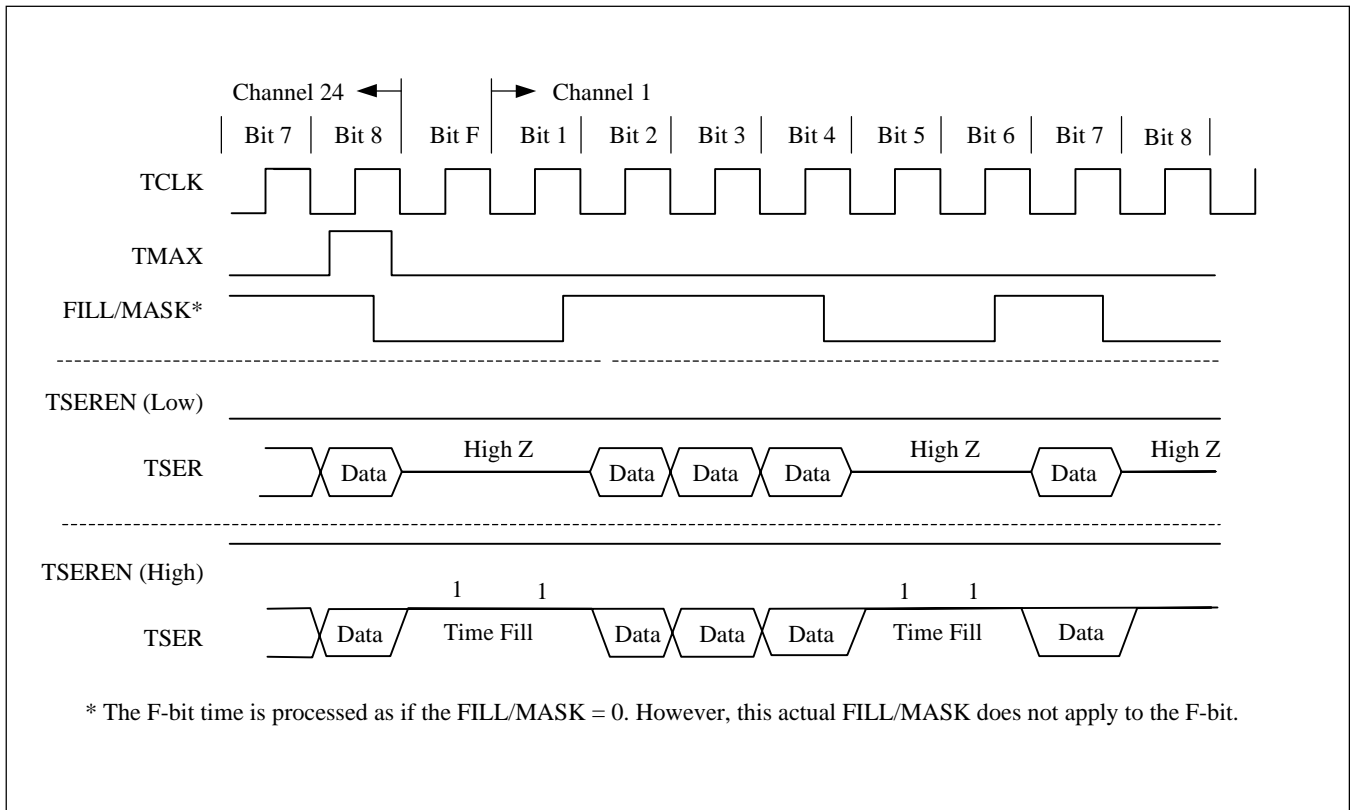 Channel 24 Channel 1
Bit 7 Bit 8 Bit F Bit 1 Bit 2 Bit 3 Bit 4 Bit 5 Bit 6 Bit 7 Bit 8
TCLK
TMAX
FILL/MASK*
TSEREN (Low)
High Z High Z High Z
TSER Data Data Data Data Data
TSEREN (High)
1 1 1 1
TSER Data Time Fill Data Data Data Time Fill Data
* The F-bit time is processed as if the FILL/MASK = 0. However, this actual FILL/MASK does not apply to the F-bit.